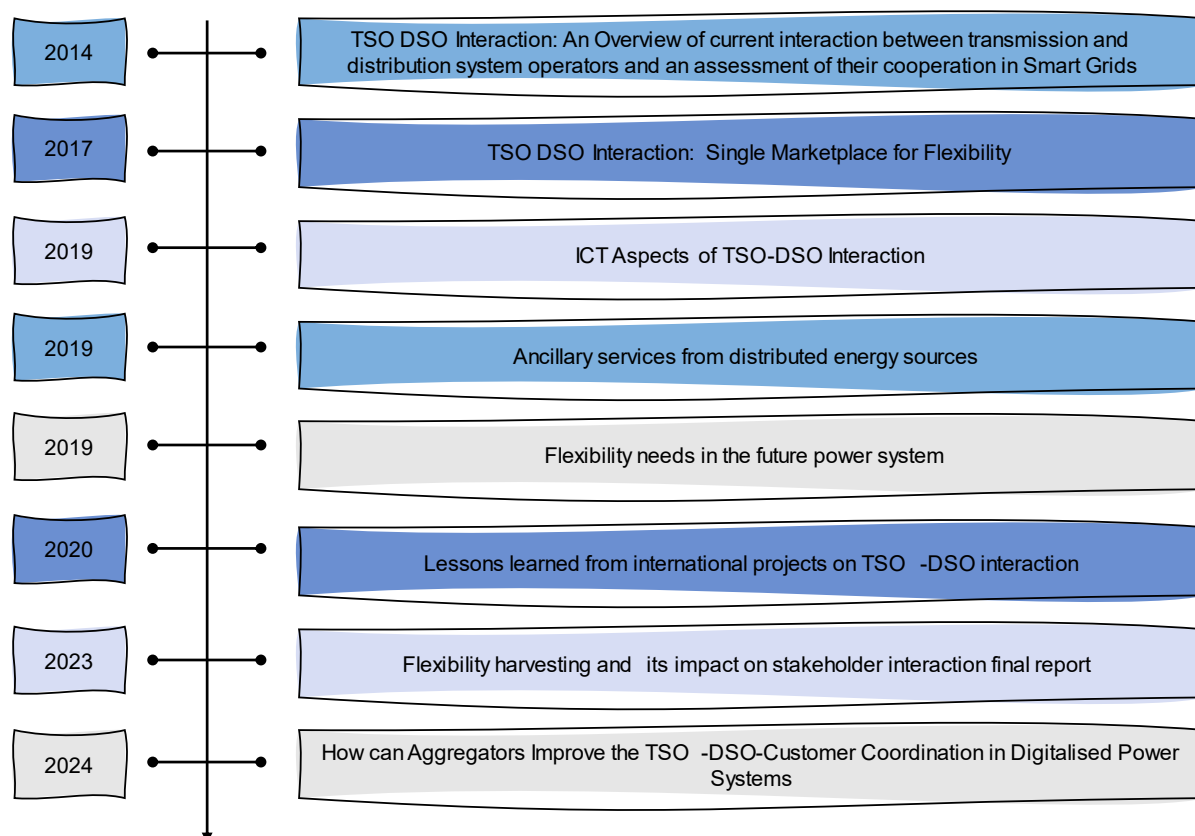 2014
TSO DSO Interaction: An Overview of current interaction between transmission and
distribution system operators and an assessment of their cooperation in Smart Grids
2017
TSO DSO Interaction: Single Marketplace for Flexibility
2019
ICT Aspects of TSO-DSO Interaction
2019
Ancillary services from distributed energy sources
2019
Flexibility needs in the future power system
2020
Lessons learned from international projects on TSO -DSO interaction
2023
Flexibility harvesting and its impact on stakeholder interaction final report
2024
How can Aggregators Improve the TSO -DSO-Customer Coordination in Digitalised Power
Systems